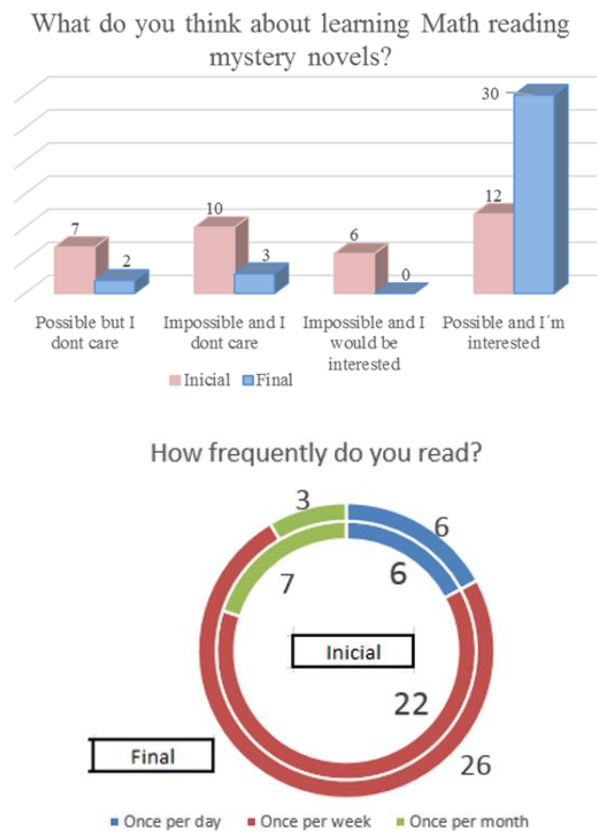 What do you think about learning Math reading
mystery novels?
30
12
10
7
6
3
2
0
Possible but I
dont care
Impossible and I
dont care
Impossible and I
would be
interested
Possible and I´m
interested
Inicial
Final
How frequently do you read?
3
6
6
7
Inicial
22
Final
26
Once per day
Once per week
Once per month